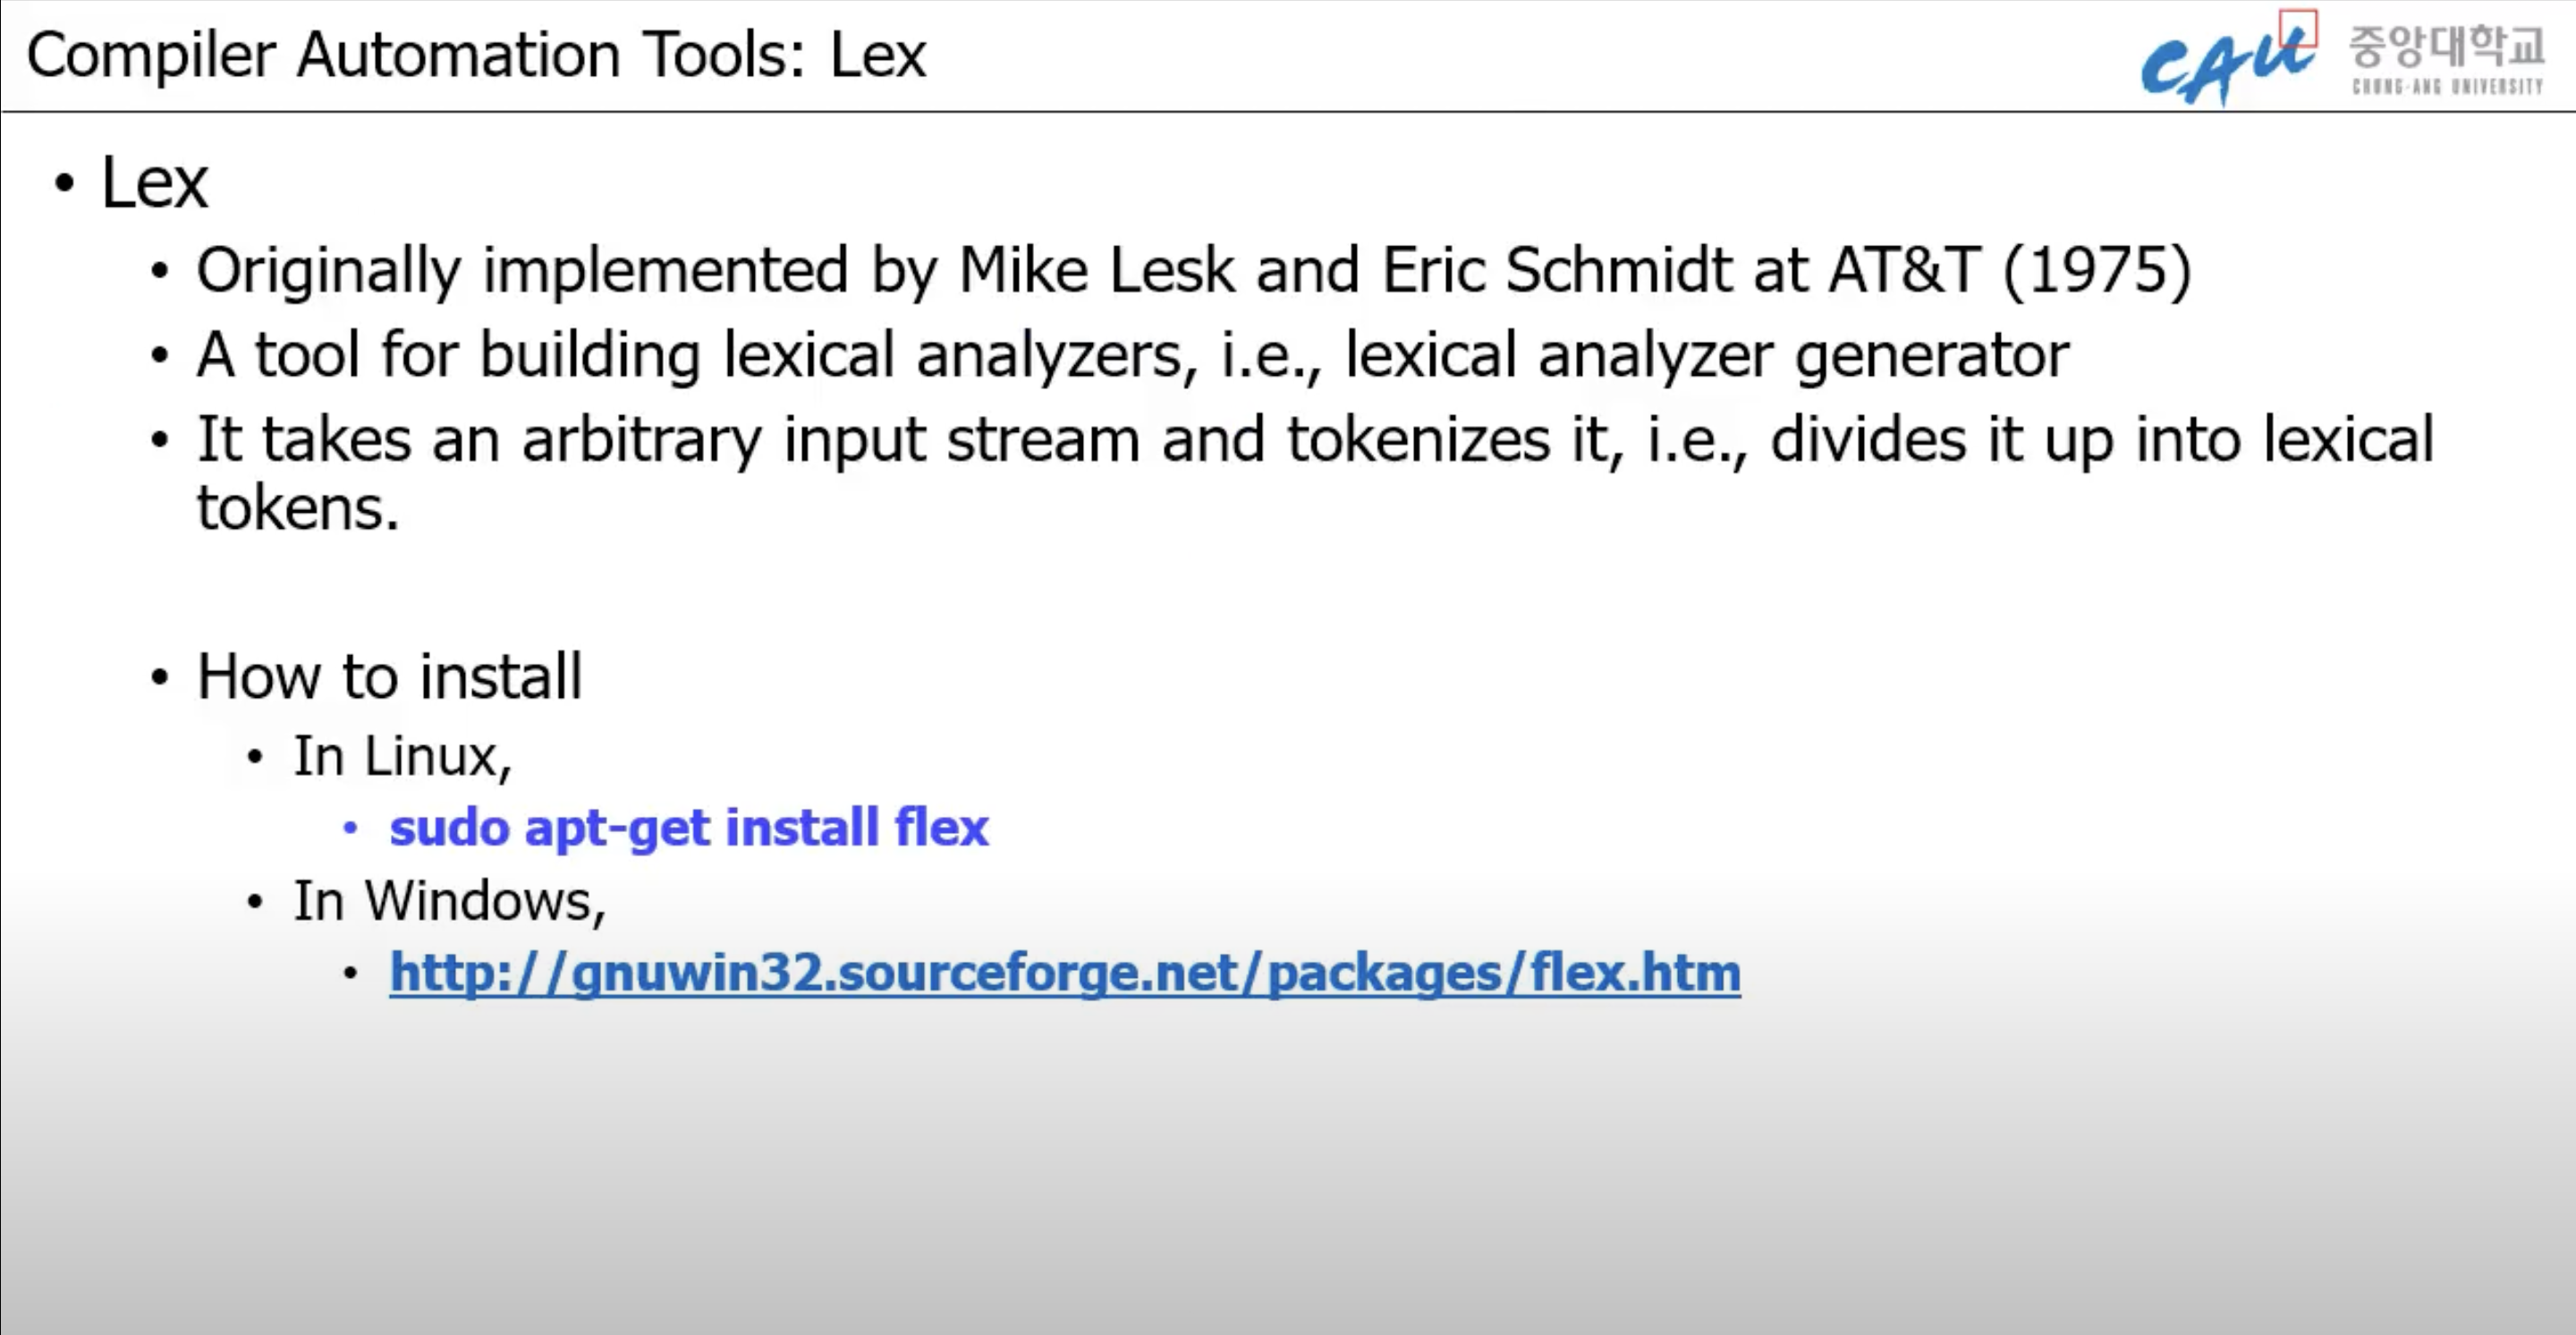 Compiler Automation Tools: Lex
CAU 중앙대학교
CHUNG-ANG UNIVERSITY
• Lex
• Originally implemented by Mike Lesk and Eric Schmidt at AT&T (1975)
• A tool for building lexical analyzers, i.e., lexical analyzer generator
• It takes an arbitrary input stream and tokenizes it, i.e., divides it up into lexical
tokens.
• How to install
• In Linux,
• sudo apt-get install flex
• In Windows,
• http://gnuwin32.sourceforge.net/packages/flex.htm